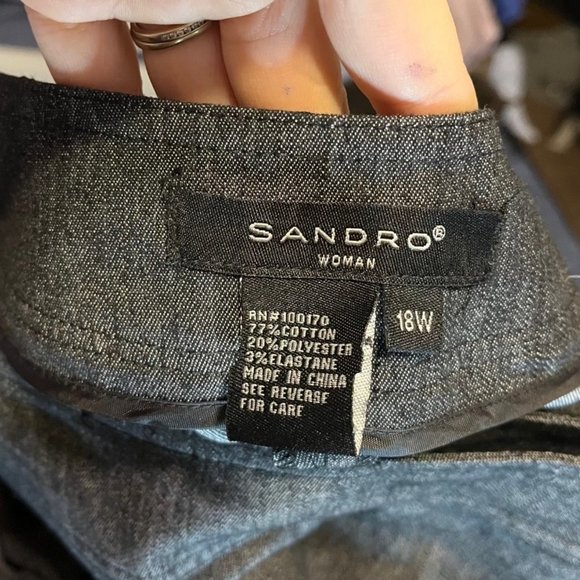 SANDRO®
WOMAN
18W
RN#100170
77%COTTON
20%POLYESTER
3%ELASTANE
MADE IN CHINA
SEE REVERSE
FOR CARE